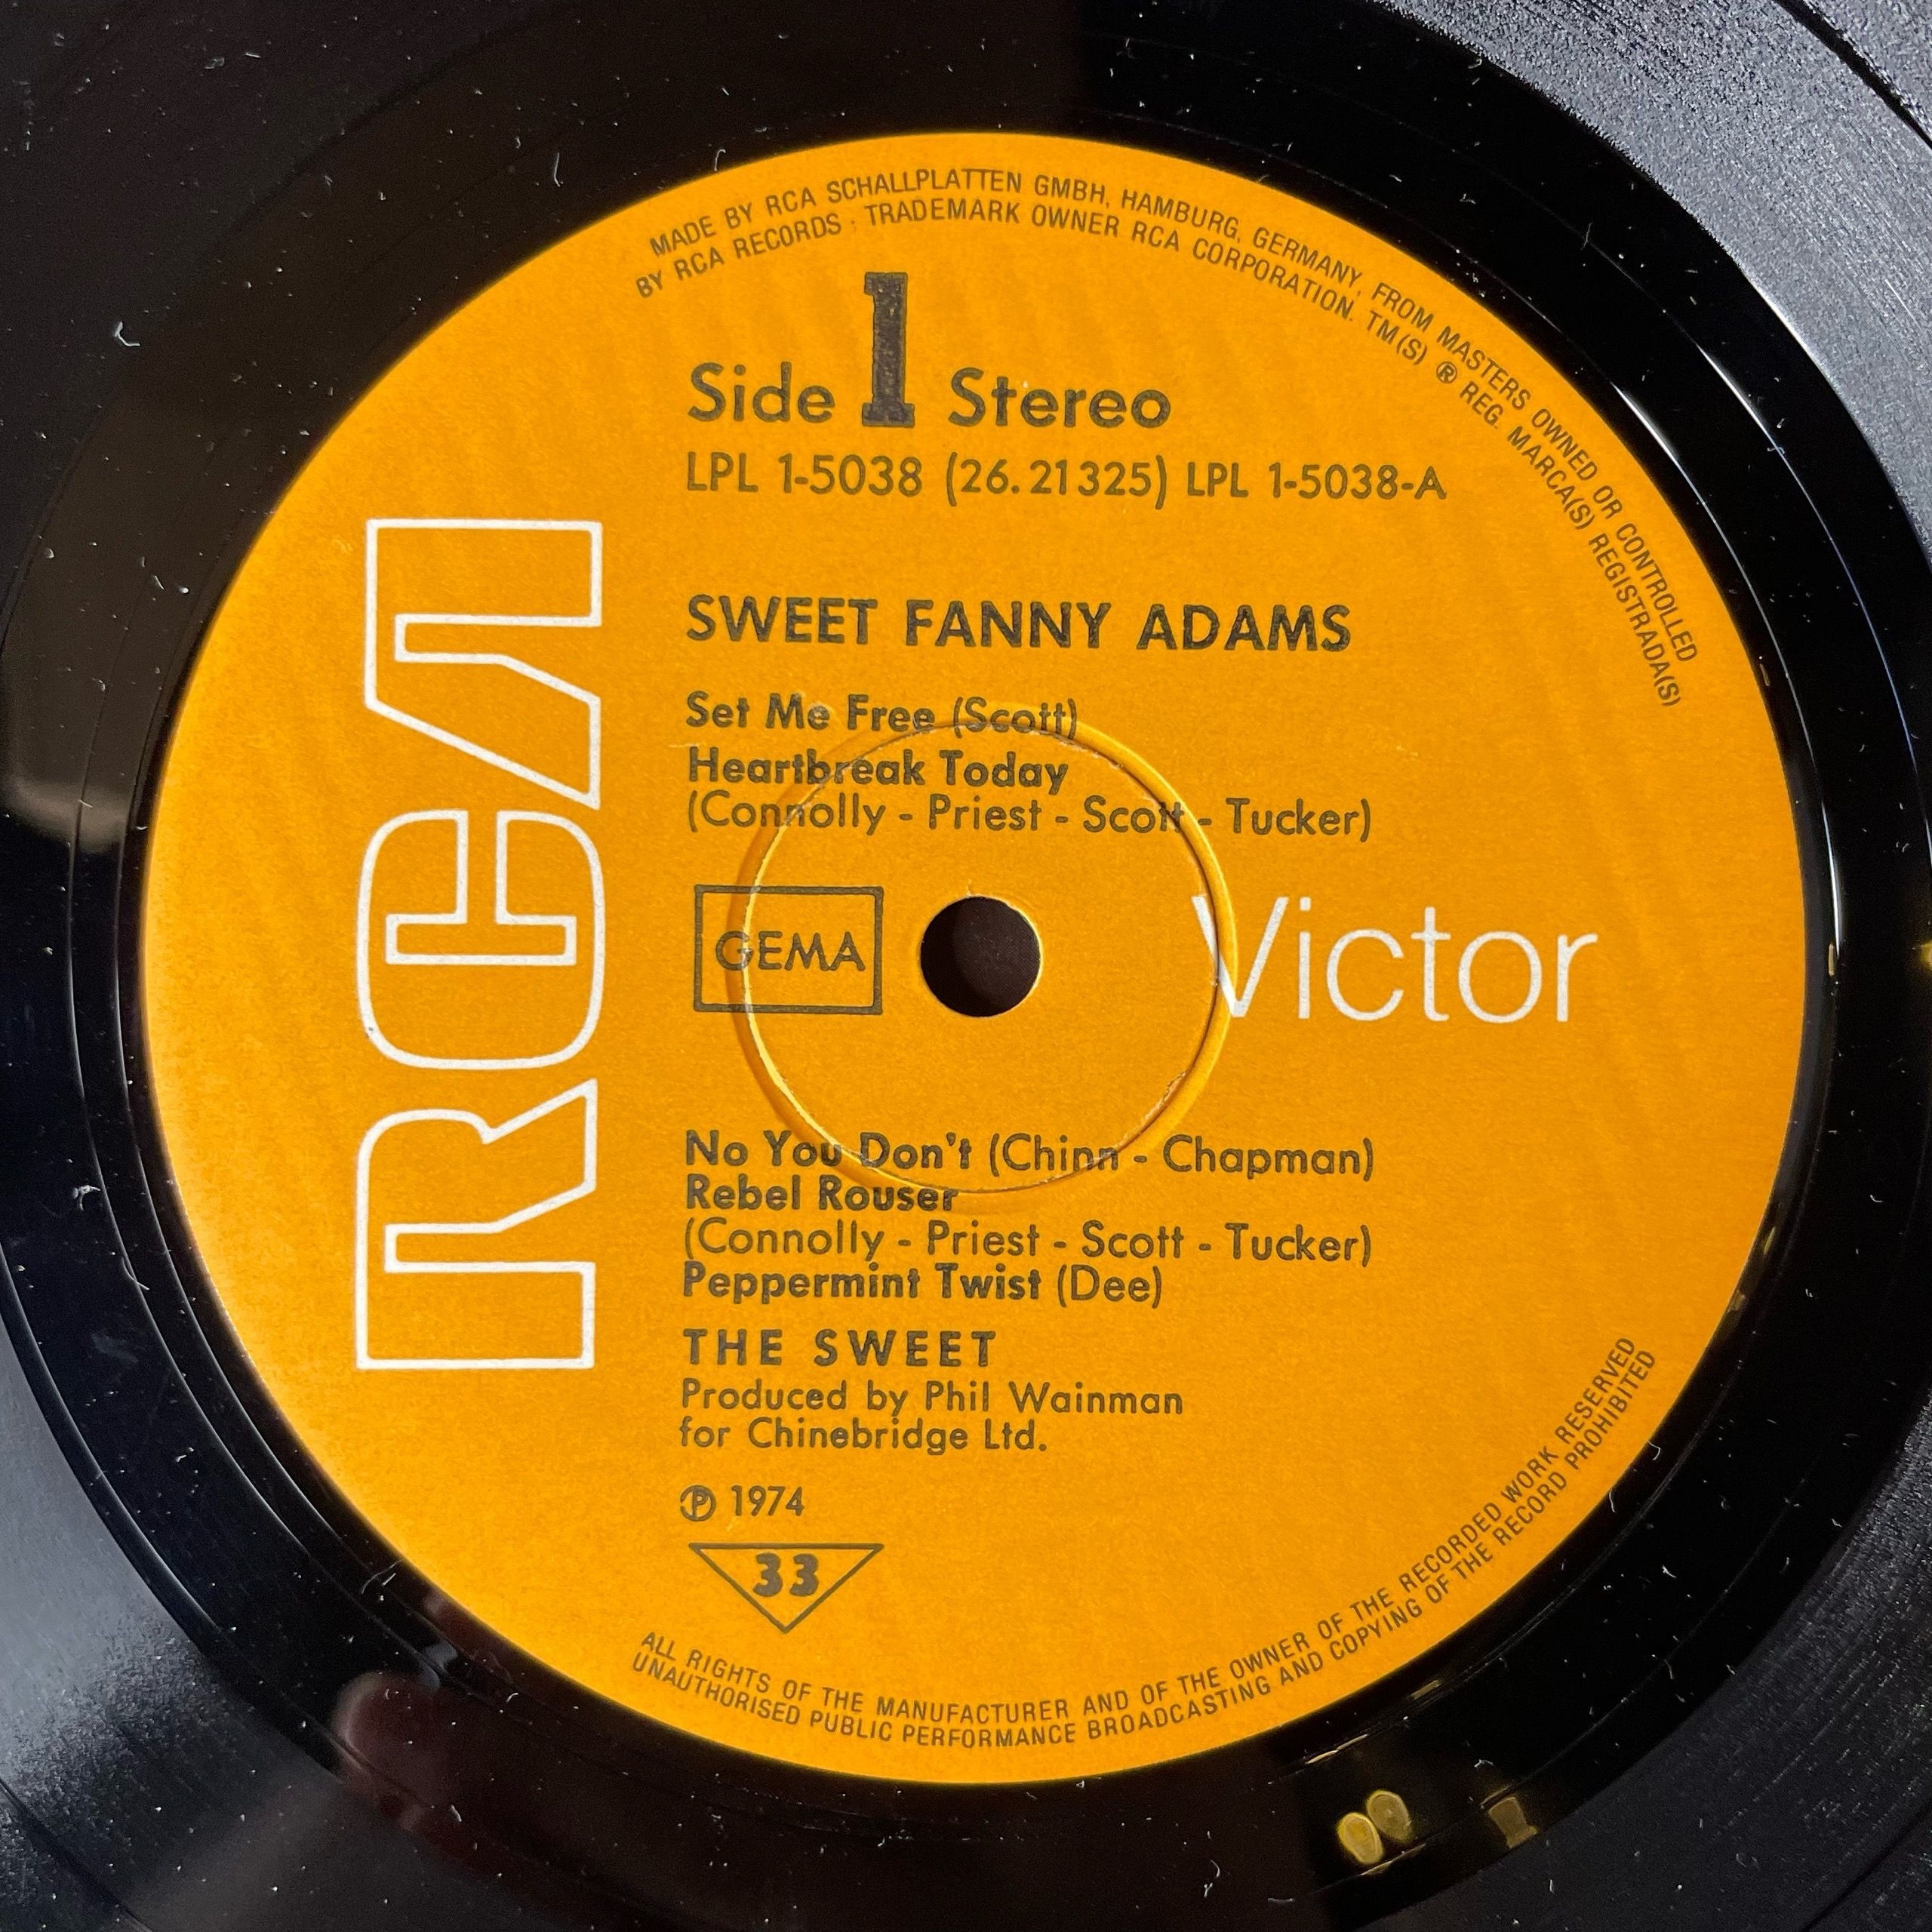 MADE BY RCA SCHALLPLATTEN GMBH, HAMBURG, GERMANY, FROM MASTERS OWNED OR CONTROLLED
BY RCA RECORDS · TRADEMARK OWNER RCA CORPORATION. TM(S) ® REG. MARCA(S) REGISTRADA(S)
Side 1 Stereo
LPL 1-5038 (26.21325) LPL 1-5038-A
SWEET FANNY ADAMS
Set Me Free (Scott)
Heartbreak Today
(Connolly - Priest - Scott - Tucker)
RCA
GEMA
Victor
No You Don't (Chinn - Chapman)
Rebel Rouser
(Connolly - Priest - Scott - Tucker)
Peppermint Twist (Dee)
THE SWEET
Produced by Phil Wainman
for Chinebridge Ltd.
℗ 1974
33
ALL RIGHTS OF THE MANUFACTURER AND OF THE OWNER OF THE RECORDED WORK RESERVED
UNAUTHORISED PUBLIC PERFORMANCE BROADCASTING AND COPYING OF THE RECORD PROHIBITED